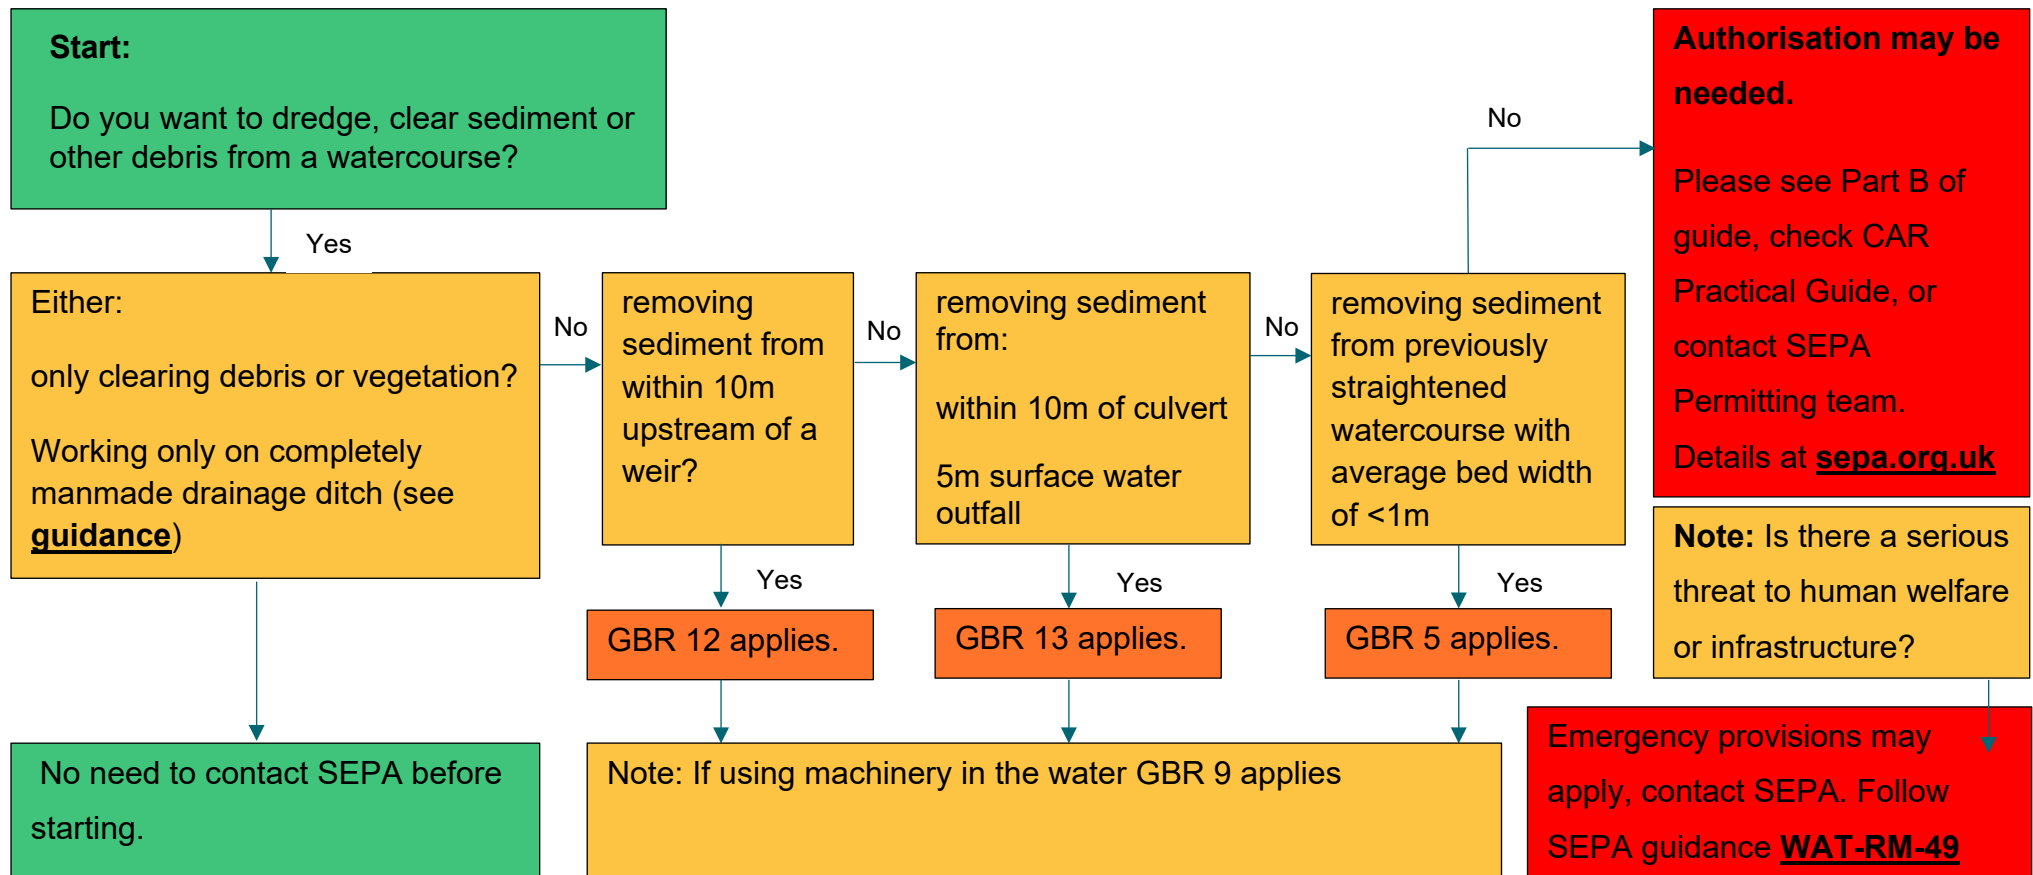 Start:
Do you want to dredge, clear sediment or
other debris from a watercourse?
Yes
Either:
only clearing debris or vegetation?
Working only on completely
manmade drainage ditch (see
guidance)
No
removing
sediment from
within 10m
upstream of a
weir?
No
removing sediment
from:
within 10m of culvert
5m surface water
outfall
No
removing sediment
from previously
straightened
watercourse with
average bed width
of <1m
No
Authorisation may be
needed.
Please see Part B of
guide, check CAR
Practical Guide, or
contact SEPA
Permitting team.
Details at sepa.org.uk
Yes
GBR 12 applies.
Yes
GBR 13 applies.
Yes
GBR 5 applies.
Note: Is there a serious
threat to human welfare
or infrastructure?
No need to contact SEPA before
starting.
Note: If using machinery in the water GBR 9 applies
Emergency provisions may
apply, contact SEPA. Follow
SEPA guidance WAT-RM-49